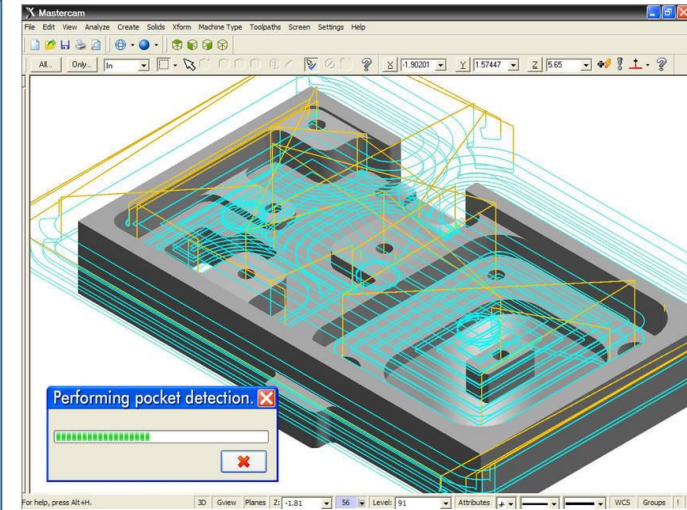 Mastercam
File Edit View Analyze Create Solids Xform Machine Type Toolpaths Screen Settings Help
All... Only... In X -1.90201 Y 1.57447 Z 5.65
Performing pocket detection.
For help, press Alt+H. 3D Gview Planes Z: -1.81 56 Level: 91 Attributes WCS Groups